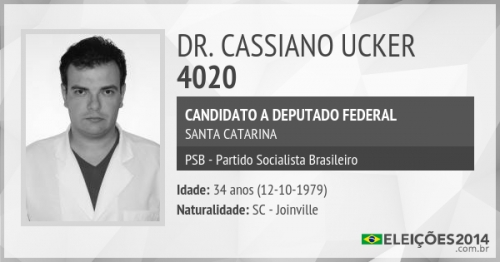 DR. CASSIANO UCKER
4020
CANDIDATO A DEPUTADO FEDERAL
SANTA CATARINA
PSB - Partido Socialista Brasileiro
Idade: 34 anos (12-10-1979)
Naturalidade: SC - Joinville
ELEIÇÕES2014
.com.br